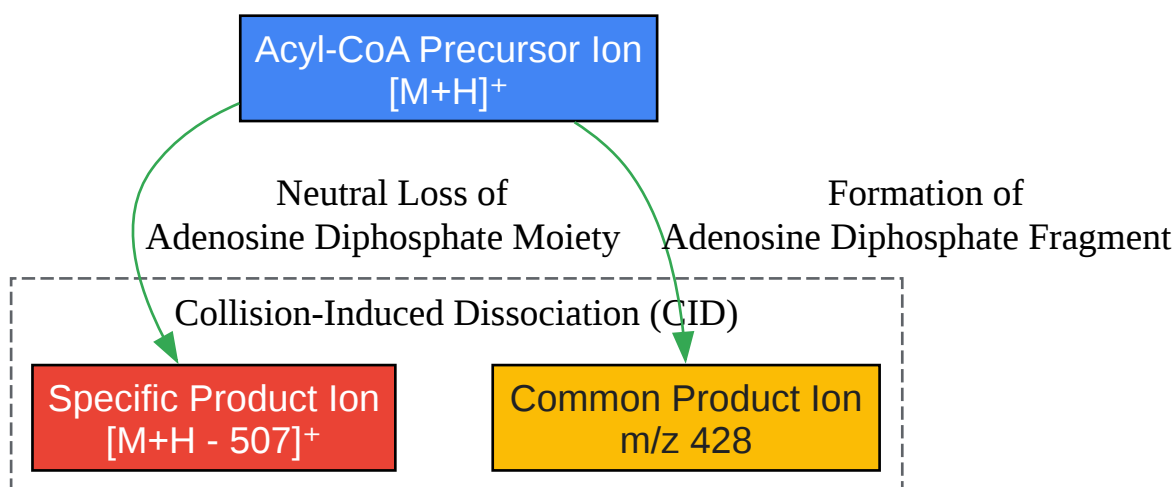 Acyl-CoA Precursor Ion
[M+H]⁺
Neutral Loss of
Adenosine Diphosphate Moiety
Formation of
Adenosine Diphosphate Fragment
Collision-Induced Dissociation (CID)
Specific Product Ion
[M+H - 507]⁺
Common Product Ion
m/z 428